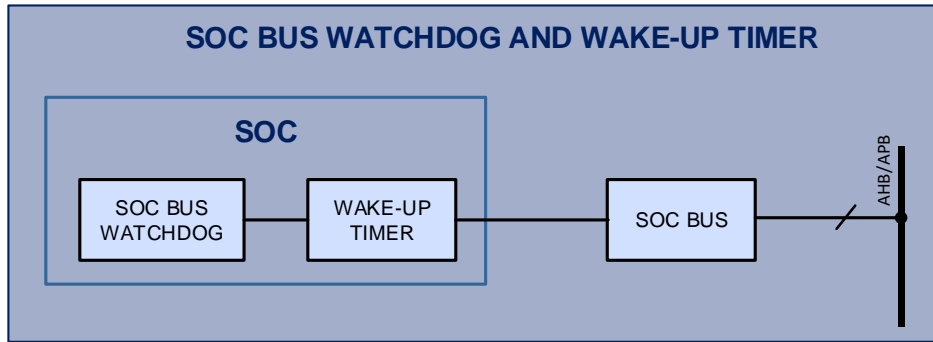 SOC BUS WATCHDOG AND WAKE-UP TIMER
SOC
SOC BUS
WATCHDOG
WAKE-UP
TIMER
SOC BUS
AHB/APB